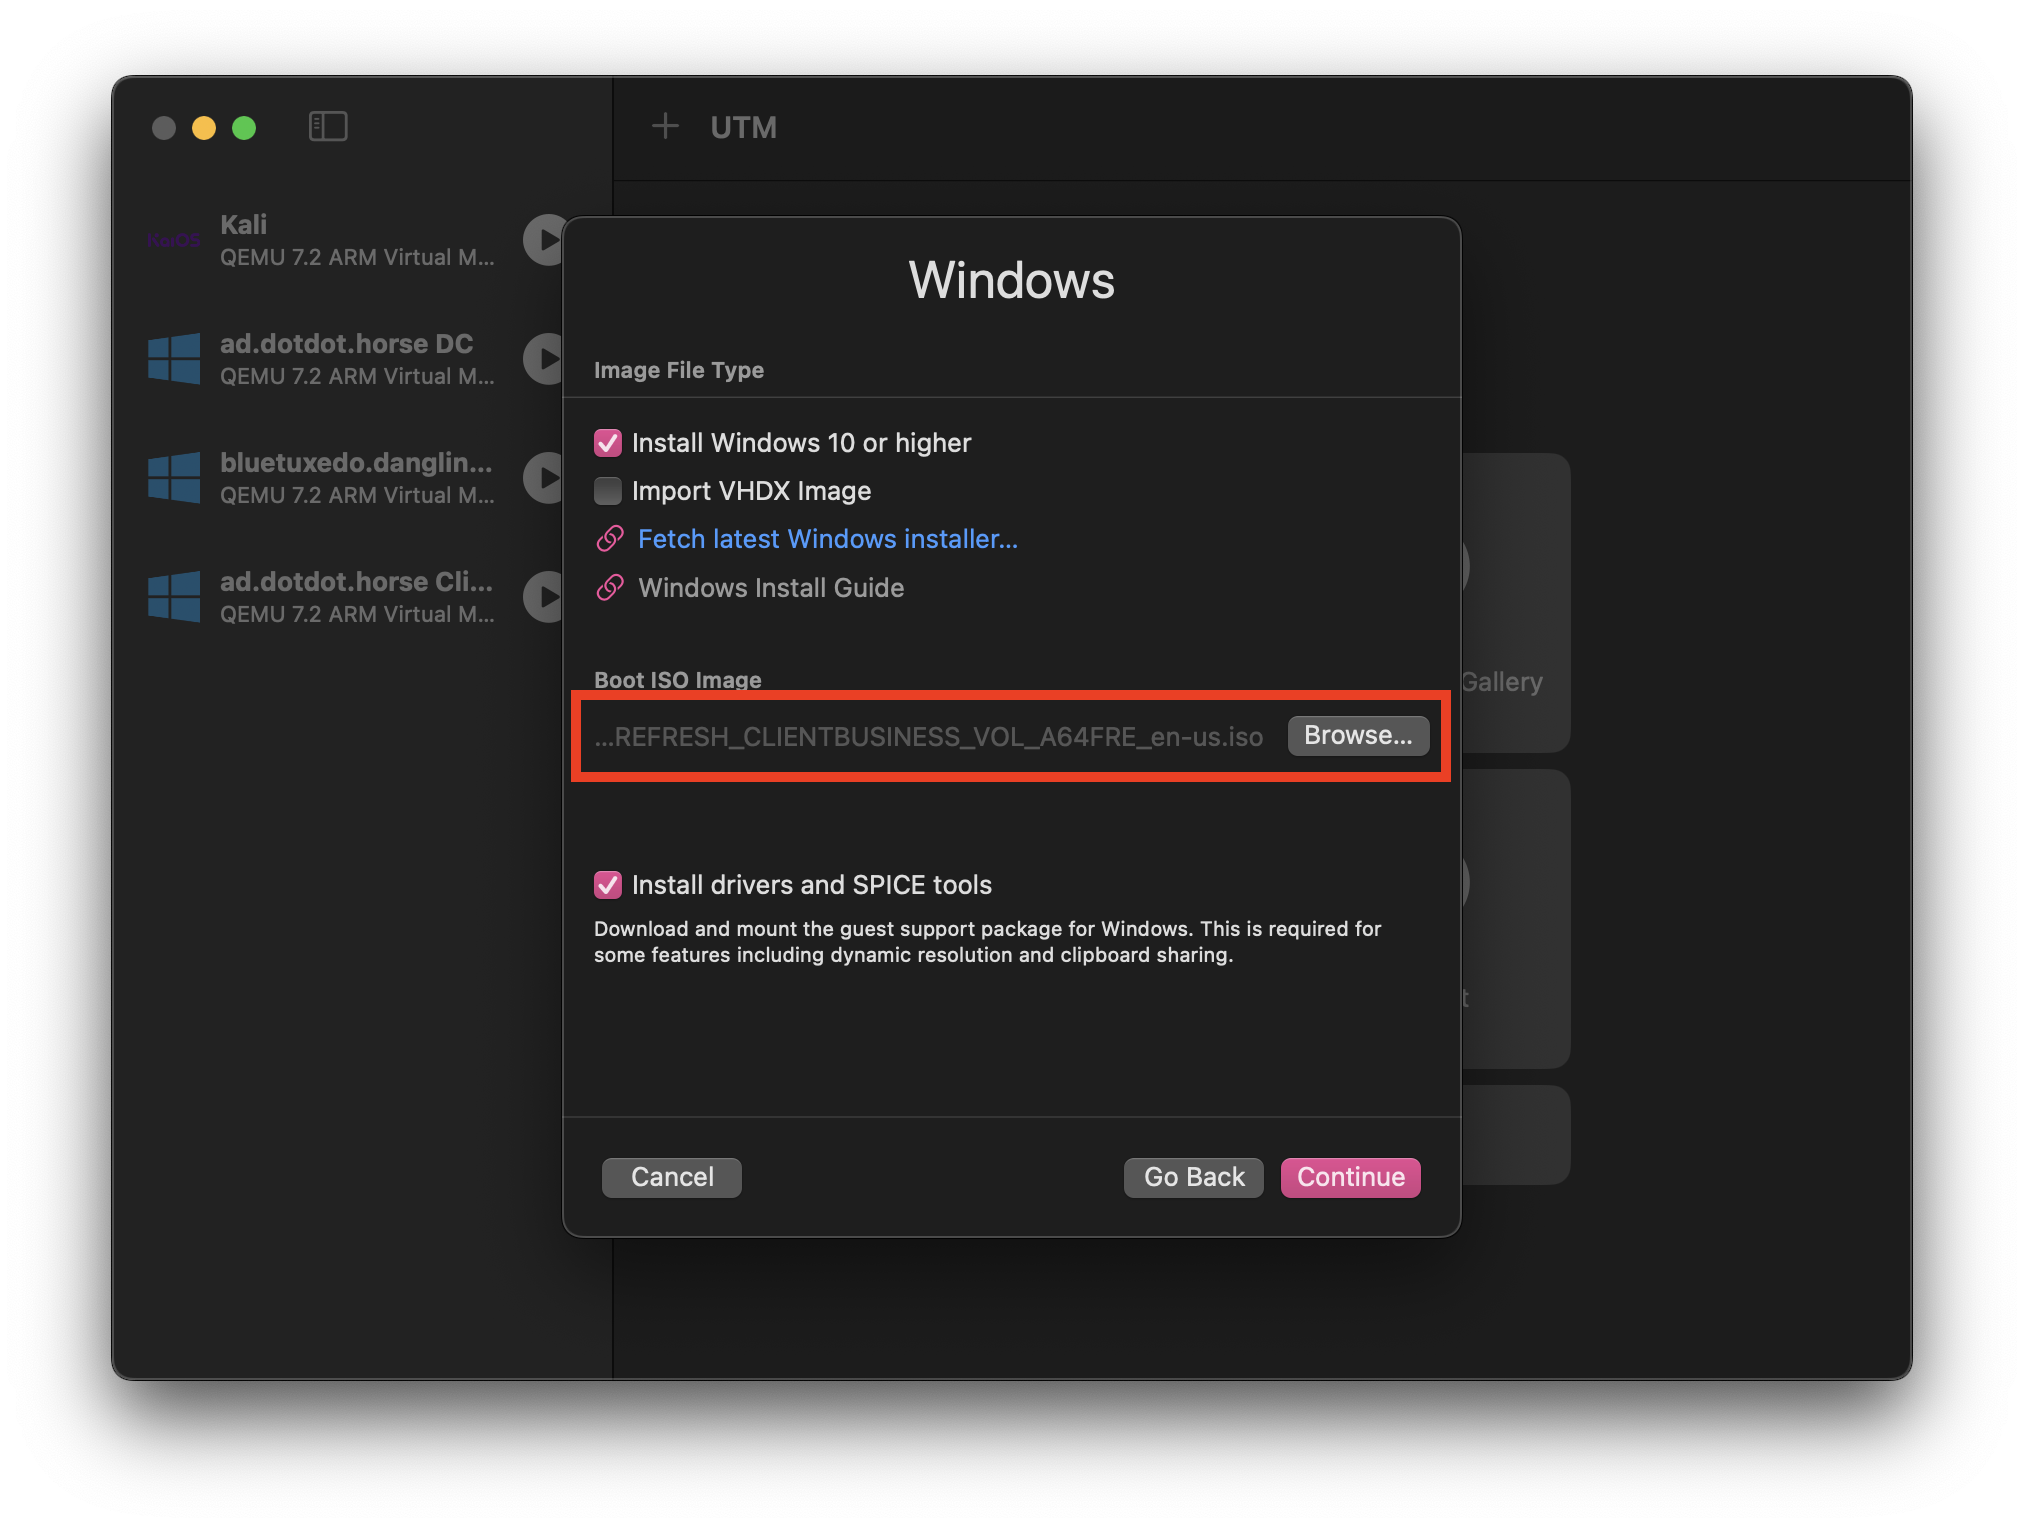 UTM
Kali
QEMU 7.2 ARM Virtual M...
ad.dotdot.horse DC
QEMU 7.2 ARM Virtual M...
bluetuxedo.danglin...
QEMU 7.2 ARM Virtual M...
ad.dotdot.horse Cli...
QEMU 7.2 ARM Virtual M...
Windows
Image File Type
Install Windows 10 or higher
Import VHDX Image
Fetch latest Windows installer...
Windows Install Guide
Boot ISO Image
...REFRESH_CLIENTBUSINESS_VOL_A64FRE_en-us.iso
Browse...
Install drivers and SPICE tools
Download and mount the guest support package for Windows. This is required for
some features including dynamic resolution and clipboard sharing.
Cancel
Go Back
Continue
Gallery